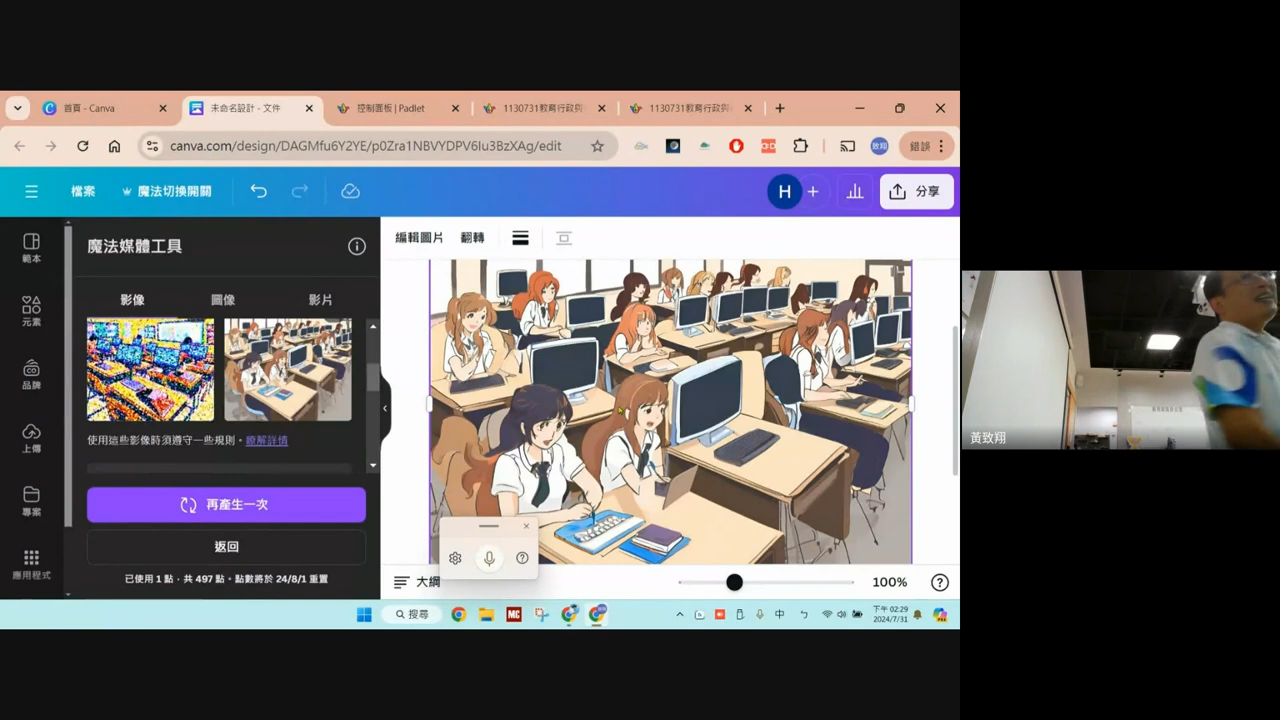 首頁 - Canva
未命名設計 - 文件
控制面板 | Padlet
1130731教育行政與
1130731教育行政與
canva.com/design/DAGMfu6Y2YE/p0Zra1NBVYDPV6Iu3BzXAg/edit
致翔
錯誤
檔案
魔法切換開關
H
分享
範本
元素
品牌
上傳
專案
應用程式
魔法媒體工具
影像
圖像
影片
使用這些影像時須遵守一些規則。瞭解詳情
再產生一次
返回
已使用 1 點，共 497 點。點數將於 24/8/1 重置
編輯圖片
翻轉
大綱
100%
搜尋
中
下午 02:29
2024/7/31
黃致翔